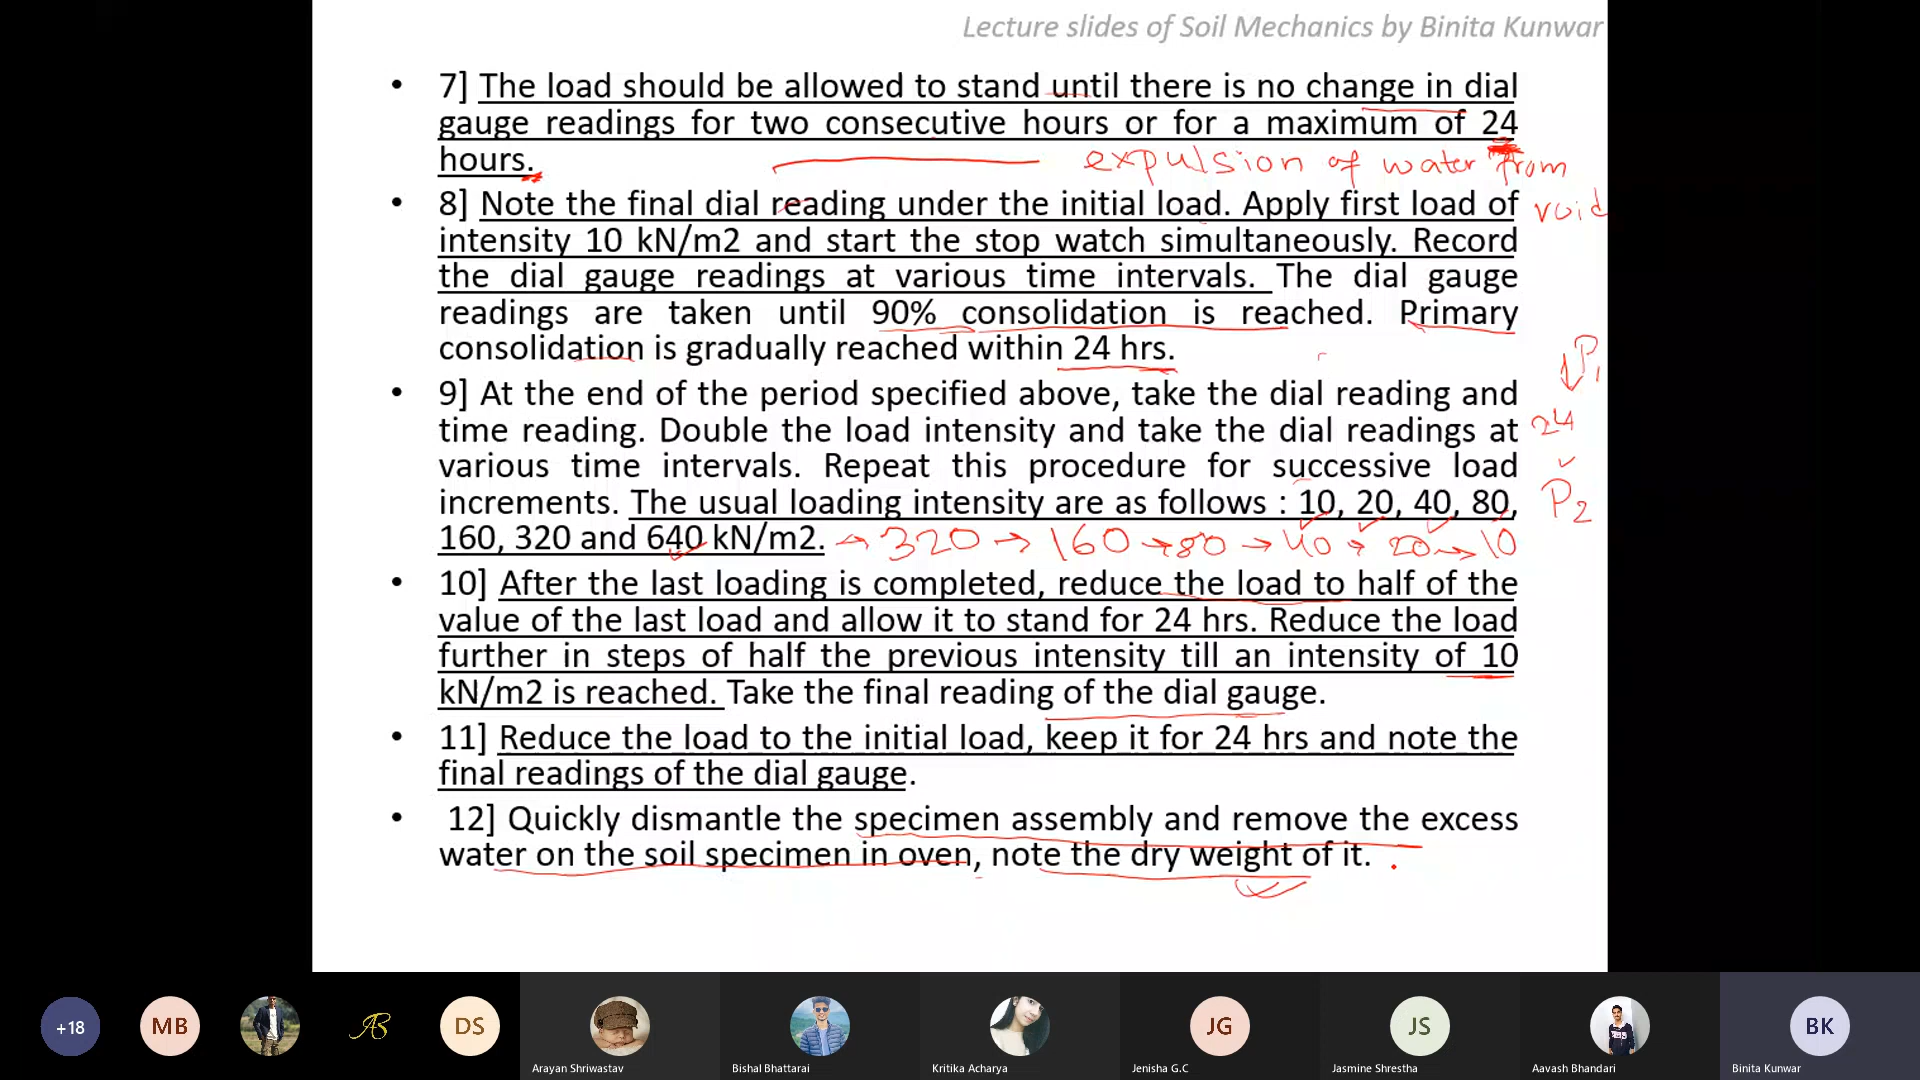 Lecture slides of Soil Mechanics by Binita Kunwar
• 7] The load should be allowed to stand until there is no change in dial
gauge readings for two consecutive hours or for a maximum of 24
hours.
expulsion of water from
void
• 8] Note the final dial reading under the initial load. Apply first load of
intensity 10 kN/m2 and start the stop watch simultaneously. Record
the dial gauge readings at various time intervals. The dial gauge
readings are taken until 90% consolidation is reached. Primary
consolidation is gradually reached within 24 hrs.
P1
• 9] At the end of the period specified above, take the dial reading and
time reading. Double the load intensity and take the dial readings at
24
various time intervals. Repeat this procedure for successive load
increments. The usual loading intensity are as follows : 10, 20, 40, 80,
P2
160, 320 and 640 kN/m2. → 320 → 160 → 80 → 40 → 20 → 10
• 10] After the last loading is completed, reduce the load to half of the
value of the last load and allow it to stand for 24 hrs. Reduce the load
further in steps of half the previous intensity till an intensity of 10
kN/m2 is reached. Take the final reading of the dial gauge.
• 11] Reduce the load to the initial load, keep it for 24 hrs and note the
final readings of the dial gauge.
• 12] Quickly dismantle the specimen assembly and remove the excess
water on the soil specimen in oven, note the dry weight of it.
+18
MB
AS
DS
JG
JS
BK
Arayan Shriwastav
Bishal Bhattarai
Kritika Acharya
Jenisha G.C
Jasmine Shrestha
Aavash Bhandari
Binita Kunwar